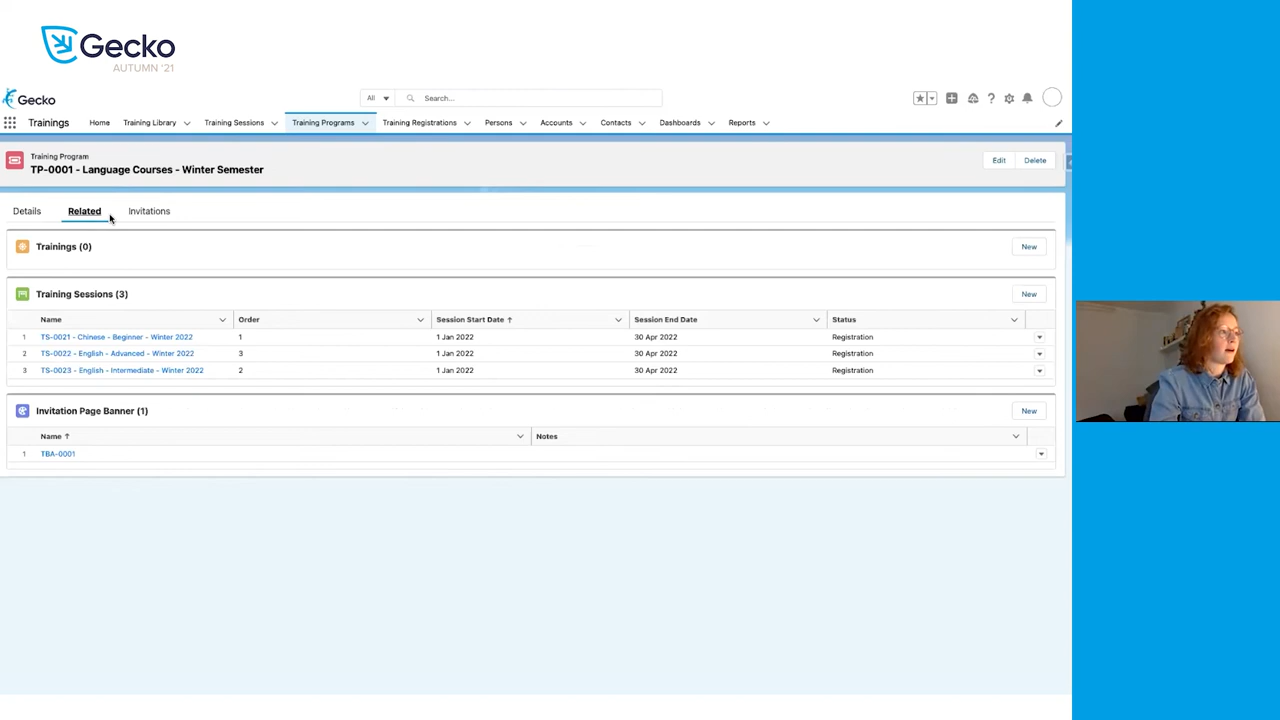 Gecko
AUTUMN '21
Gecko
All
Search...
Trainings
Home
Training Library
Training Sessions
Training Programs
Training Registrations
Persons
Accounts
Contacts
Dashboards
Reports
Training Program
TP-0001 - Language Courses - Winter Semester
Edit
Delete
Details
Related
Invitations
Trainings (0)
New
Training Sessions (3)
New
Name Order Session Start Date Session End Date Status
1 TS-0021 - Chinese - Beginner - Winter 2022 1 1 Jan 2022 30 Apr 2022 Registration
2 TS-0022 - English - Advanced - Winter 2022 3 1 Jan 2022 30 Apr 2022 Registration
3 TS-0023 - English - Intermediate - Winter 2022 2 1 Jan 2022 30 Apr 2022 Registration
Invitation Page Banner (1)
New
Name Notes
1 TBA-0001